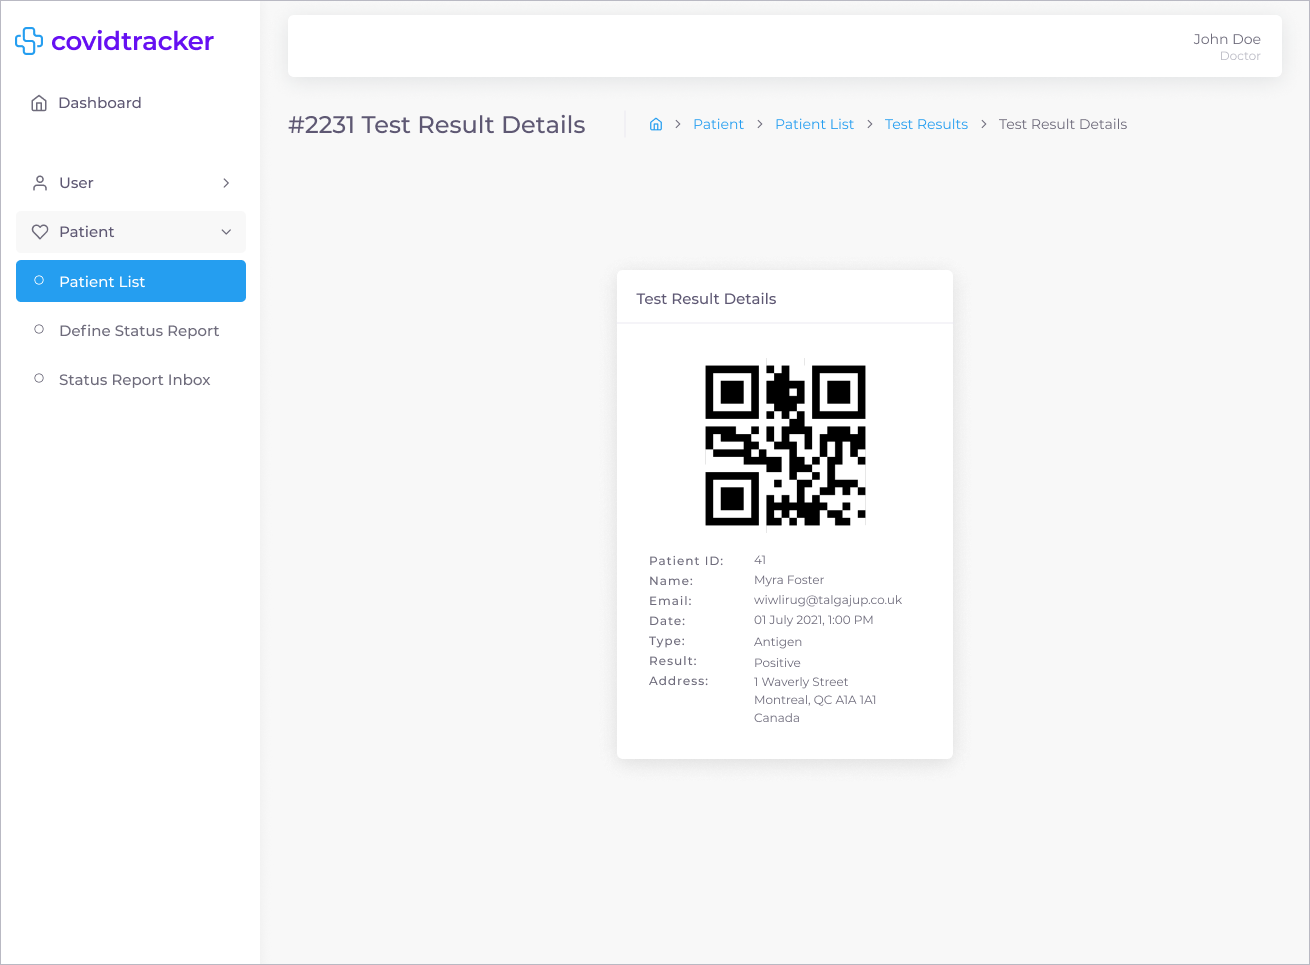 covidtracker
John Doe
Doctor
Dashboard
#2231 Test Result Details
Patient
Patient List
Test Results
Test Result Details
User
Patient
Patient List
Define Status Report
Status Report Inbox
Test Result Details
Patient ID: 41
Name: Myra Foster
Email: wiwlirug@talgajup.co.uk
Date: 01 July 2021, 1:00 PM
Type: Antigen
Result: Positive
Address: 1 Waverly Street
Montreal, QC A1A 1A1
Canada